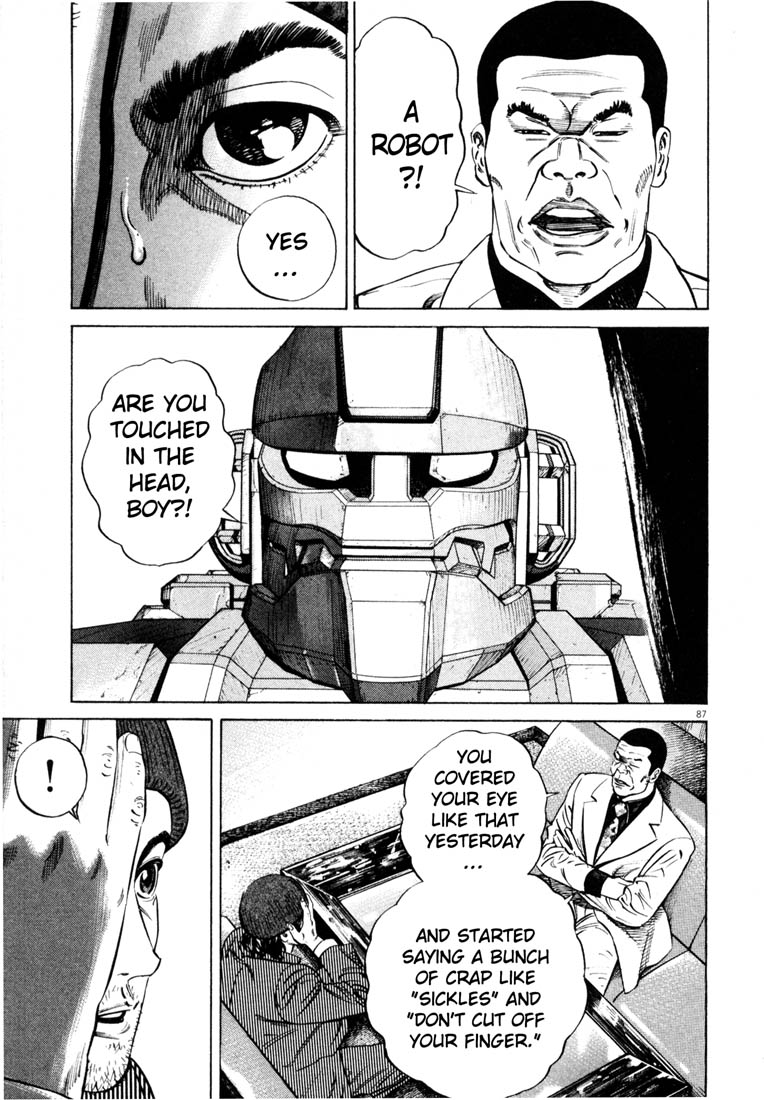 A
ROBOT
?!
YES
...
ARE YOU
TOUCHED
IN THE
HEAD,
BOY?!
87
YOU
COVERED
YOUR EYE
LIKE THAT
YESTERDAY
...
AND STARTED
SAYING A BUNCH
OF CRAP LIKE
"SICKLES" AND
"DON'T CUT OFF
YOUR FINGER."
!